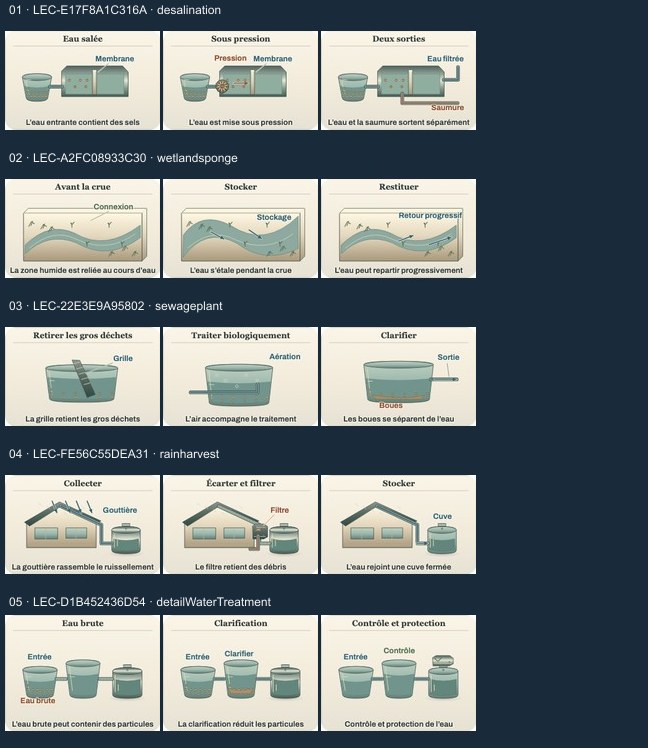 01 · LEC-E17F8A1C316A · desalination
Eau salée
Membrane
L'eau entrante contient des sels
Sous pression
Pression
Membrane
L'eau est mise sous pression
Deux sorties
Eau filtrée
Saumure
L'eau et la saumure sortent séparément
02 · LEC-A2FC08933C30 · wetlandsponge
Avant la crue
Connexion
La zone humide est reliée au cours d'eau
Stocker
Stockage
L'eau s'étale pendant la crue
Restituer
Retour progressif
L'eau peut repartir progressivement
03 · LEC-22E3E9A95802 · sewageplant
Retirer les gros déchets
Grille
La grille retient les gros déchets
Traiter biologiquement
Aération
L'air accompagne le traitement
Clarifier
Sortie
Boues
Les boues se séparent de l'eau
04 · LEC-FE56C55DEA31 · rainharvest
Collecter
Gouttière
La gouttière rassemble le ruissellement
Écarter et filtrer
Filtre
Le filtre retient des débris
Stocker
Cuve
L'eau rejoint une cuve fermée
05 · LEC-D1B452436D54 · detailWaterTreatment
Eau brute
Entrée
Eau brute
L'eau brute peut contenir des particules
Clarification
Entrée
Clarifier
La clarification réduit les particules
Contrôle et protection
Entrée
Contrôle
Contrôle et protection de l'eau